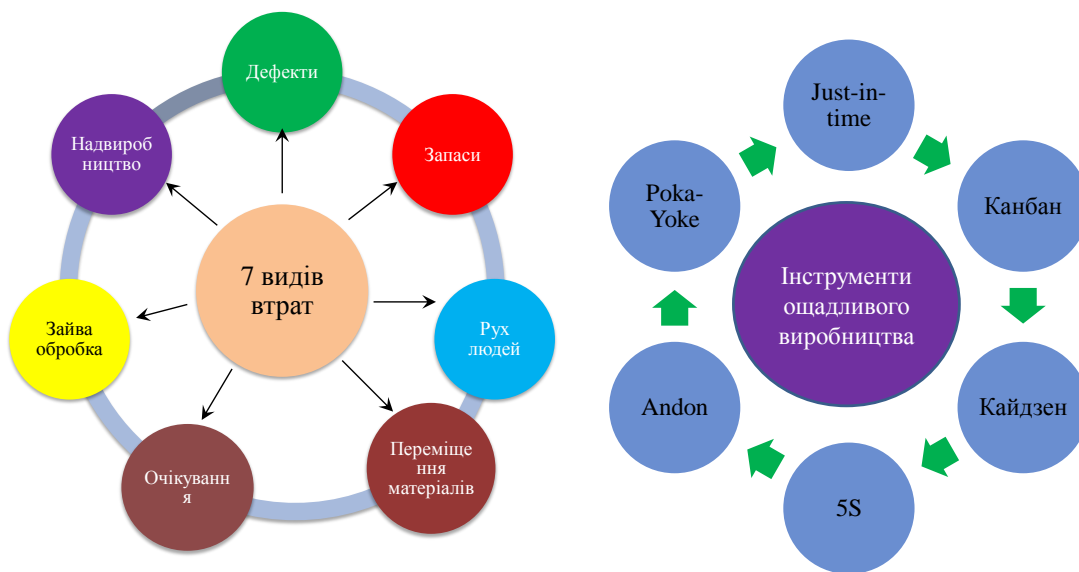 Дефекти
Запаси
Рух
людей
Переміще
ння
матеріалів
Очікуванн
я
Зайва
обробка
Надвироб
ництво
7 видів
втрат
Just-in-
time
Канбан
Кайдзен
5S
Andon
Poka-
Yoke
Інструменти
ощадливого
виробництва